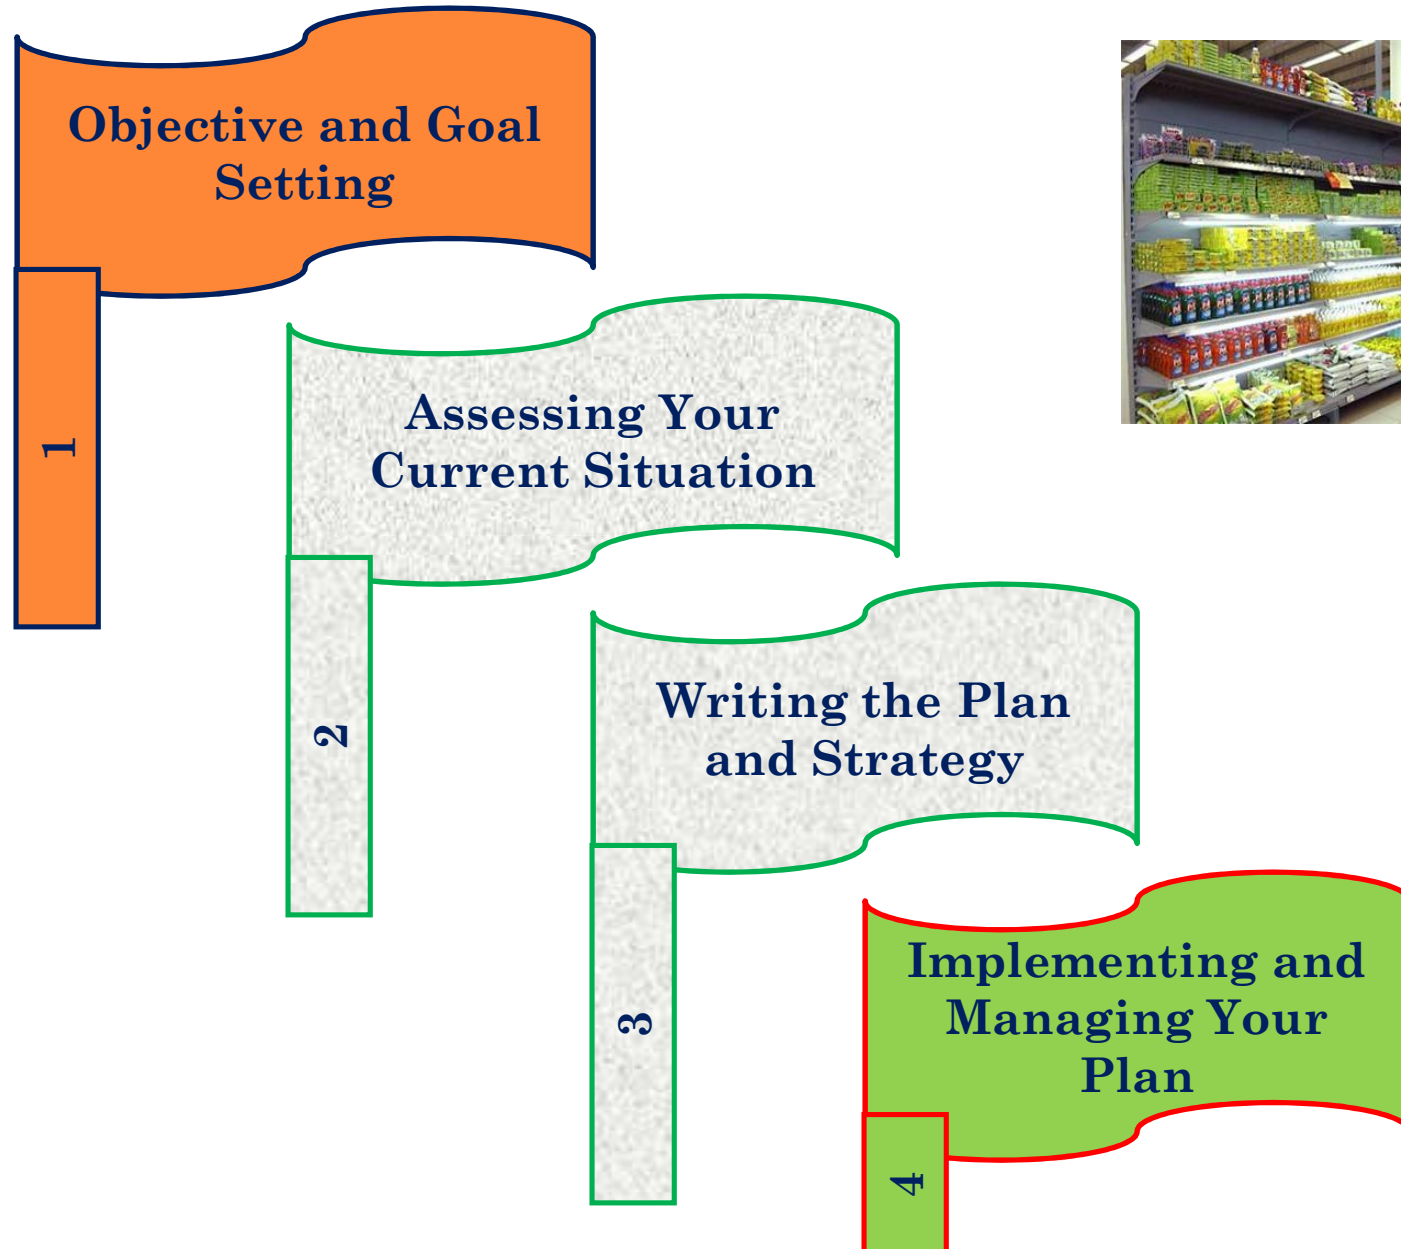 Objective and Goal
Setting
1
Assessing Your
Current Situation
2
Writing the Plan
and Strategy
3
Implementing and
Managing Your
Plan
4